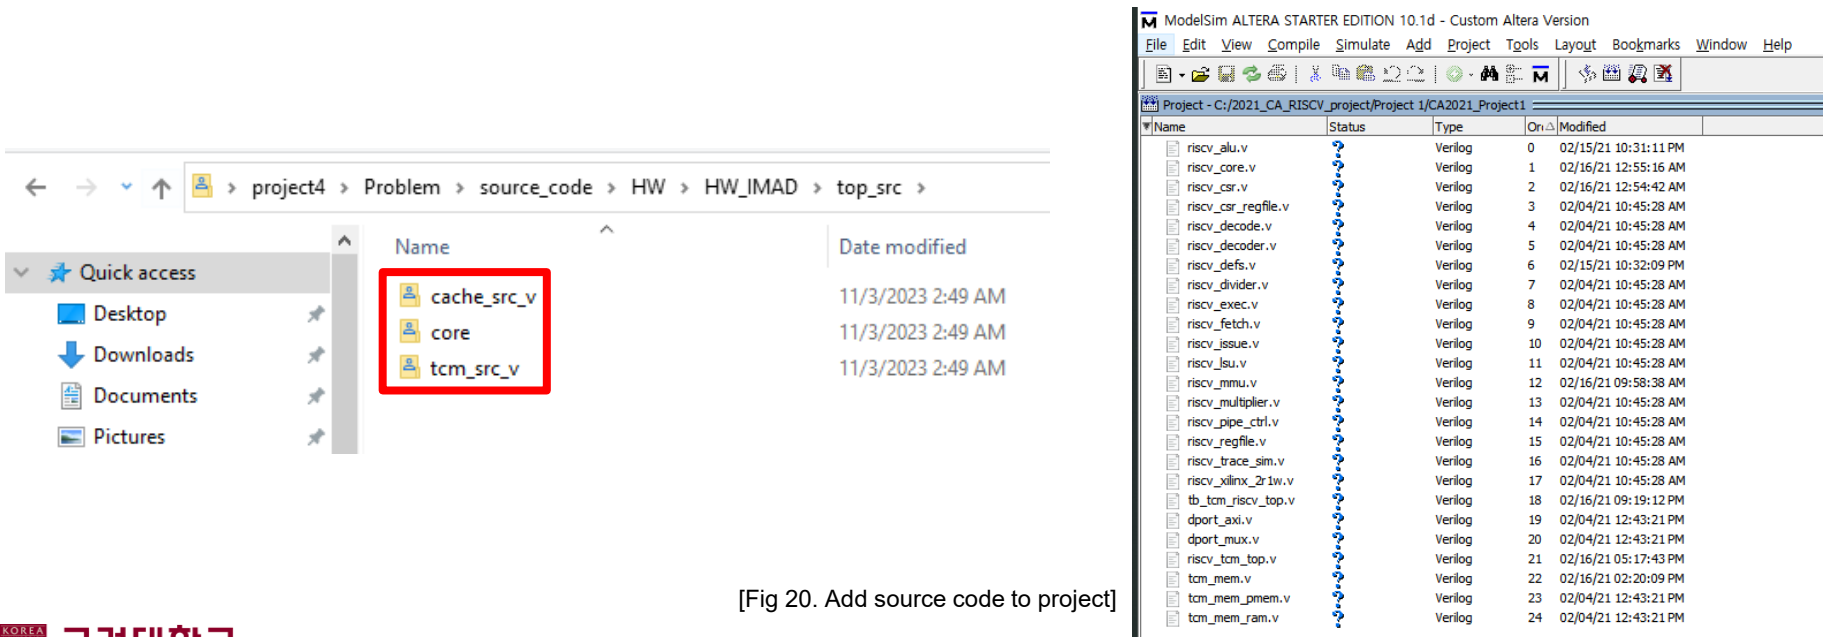 project4 > Problem > source_code > HW > HW_IMAD > top_src >
Name Date modified
Quick access
Desktop
Downloads
Documents
Pictures
cache_src_v 11/3/2023 2:49 AM
core 11/3/2023 2:49 AM
tcm_src_v 11/3/2023 2:49 AM
[Fig 20. Add source code to project]
KOREA
ModelSim ALTERA STARTER EDITION 10.1d - Custom Altera Version
File Edit View Compile Simulate Add Project Tools Layout Bookmarks Window Help
Project - C:/2021_CA_RISCV_project/Project 1/CA2021_Project1
Name Status Type Or Modified
riscv_alu.v Verilog 0 02/15/21 10:31:11 PM
riscv_core.v Verilog 1 02/16/21 12:55:16 AM
riscv_csr.v Verilog 2 02/16/21 12:54:42 AM
riscv_csr_regfile.v Verilog 3 02/04/21 10:45:28 AM
riscv_decode.v Verilog 4 02/04/21 10:45:28 AM
riscv_decoder.v Verilog 5 02/04/21 10:45:28 AM
riscv_defs.v Verilog 6 02/15/21 10:32:09 PM
riscv_divider.v Verilog 7 02/04/21 10:45:28 AM
riscv_exec.v Verilog 8 02/04/21 10:45:28 AM
riscv_fetch.v Verilog 9 02/04/21 10:45:28 AM
riscv_issue.v Verilog 10 02/04/21 10:45:28 AM
riscv_lsu.v Verilog 11 02/04/21 10:45:28 AM
riscv_mmu.v Verilog 12 02/16/21 09:58:38 AM
riscv_multiplier.v Verilog 13 02/04/21 10:45:28 AM
riscv_pipe_ctrl.v Verilog 14 02/04/21 10:45:28 AM
riscv_regfile.v Verilog 15 02/04/21 10:45:28 AM
riscv_trace_sim.v Verilog 16 02/04/21 10:45:28 AM
riscv_xilinx_2r1w.v Verilog 17 02/04/21 10:45:28 AM
tb_tcm_riscv_top.v Verilog 18 02/16/21 09:19:12 PM
dport_axi.v Verilog 19 02/04/21 12:43:21 PM
dport_mux.v Verilog 20 02/04/21 12:43:21 PM
riscv_tcm_top.v Verilog 21 02/16/21 05:17:43 PM
tcm_mem.v Verilog 22 02/16/21 02:20:09 PM
tcm_mem_pmem.v Verilog 23 02/04/21 12:43:21 PM
tcm_mem_ram.v Verilog 24 02/04/21 12:43:21 PM